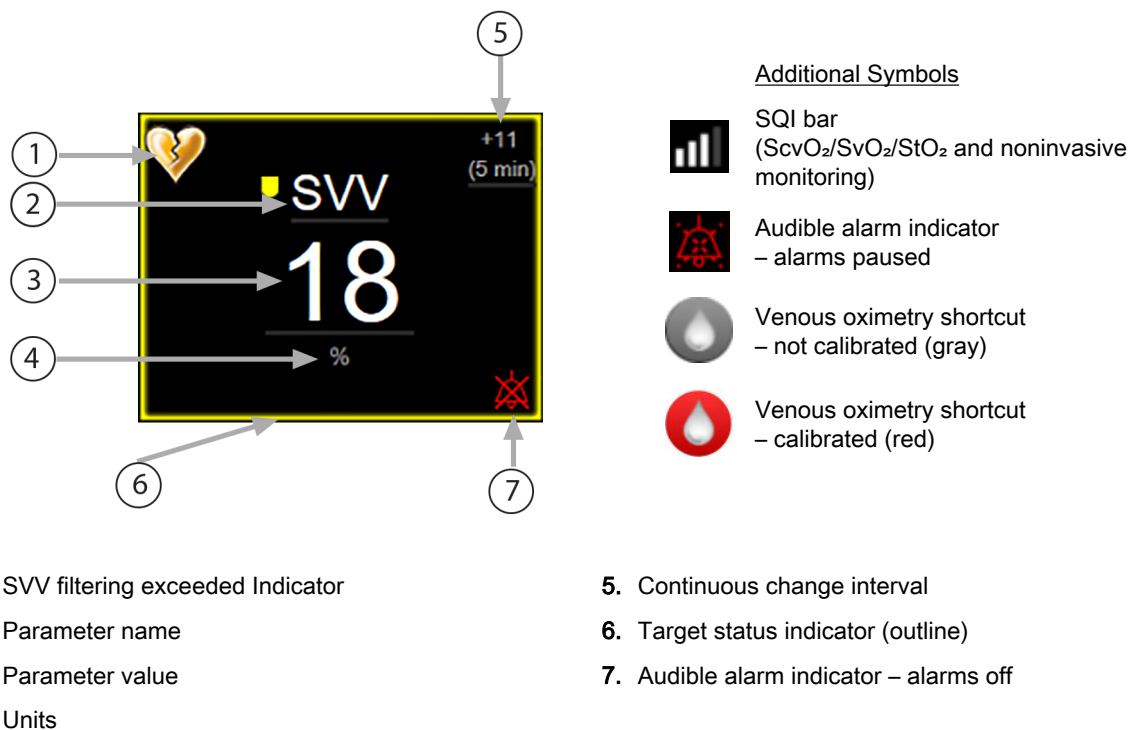 5
Additional Symbols
SQI bar
(ScvO₂/SvO₂/StO₂ and noninvasive
monitoring)
1
+11
(5 min)
2
SVV
Audible alarm indicator
– alarms paused
3
18
Venous oximetry shortcut
– not calibrated (gray)
4
%
Venous oximetry shortcut
– calibrated (red)
6
7
SVV filtering exceeded Indicator
Parameter name
Parameter value
Units
5. Continuous change interval
6. Target status indicator (outline)
7. Audible alarm indicator – alarms off